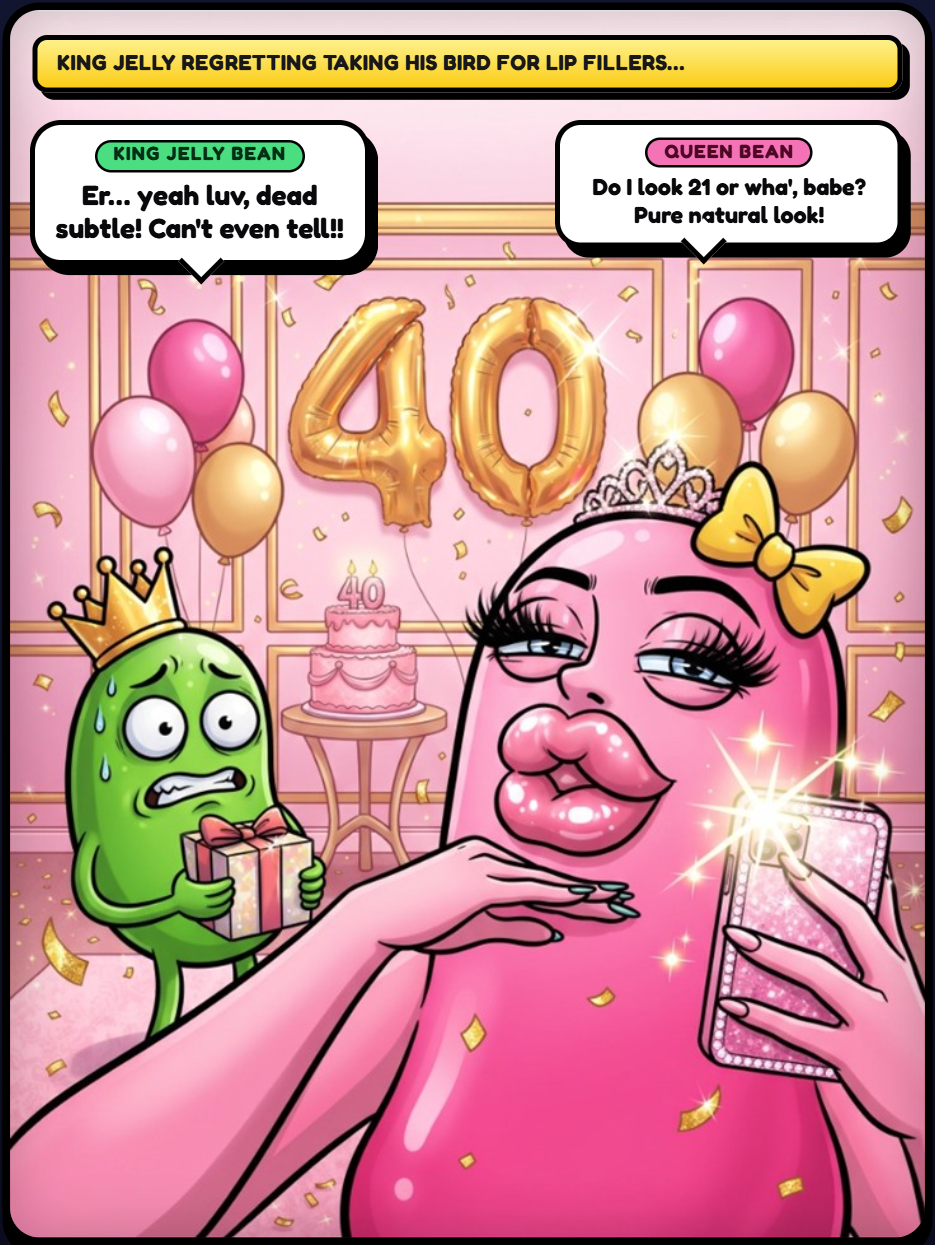 KING JELLY REGRETTING TAKING HIS BIRD FOR LIP FILLERS...
KING JELLY BEAN
Er... yeah luv, dead
subtle! Can't even tell!!
QUEEN BEAN
Do I look 21 or wha', babe?
Pure natural look!
40
40